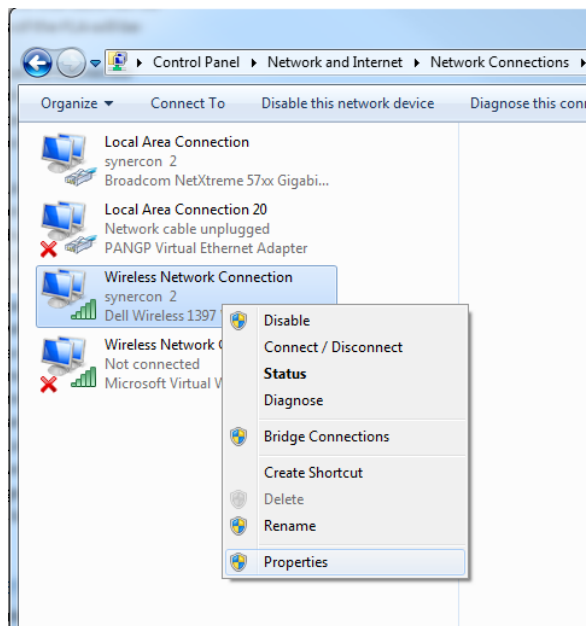 Control Panel ▸ Network and Internet ▸ Network Connections ▸
Organize ▼ Connect To Disable this network device Diagnose this con
Local Area Connection
synercon 2
Broadcom NetXtreme 57xx Gigabi...
Local Area Connection 20
Network cable unplugged
PANGP Virtual Ethernet Adapter
Wireless Network Connection
synercon 2
Dell Wireless 1397
Wireless Network
Not connected
Microsoft Virtual
Disable
Connect / Disconnect
Status
Diagnose
Bridge Connections
Create Shortcut
Delete
Rename
Properties